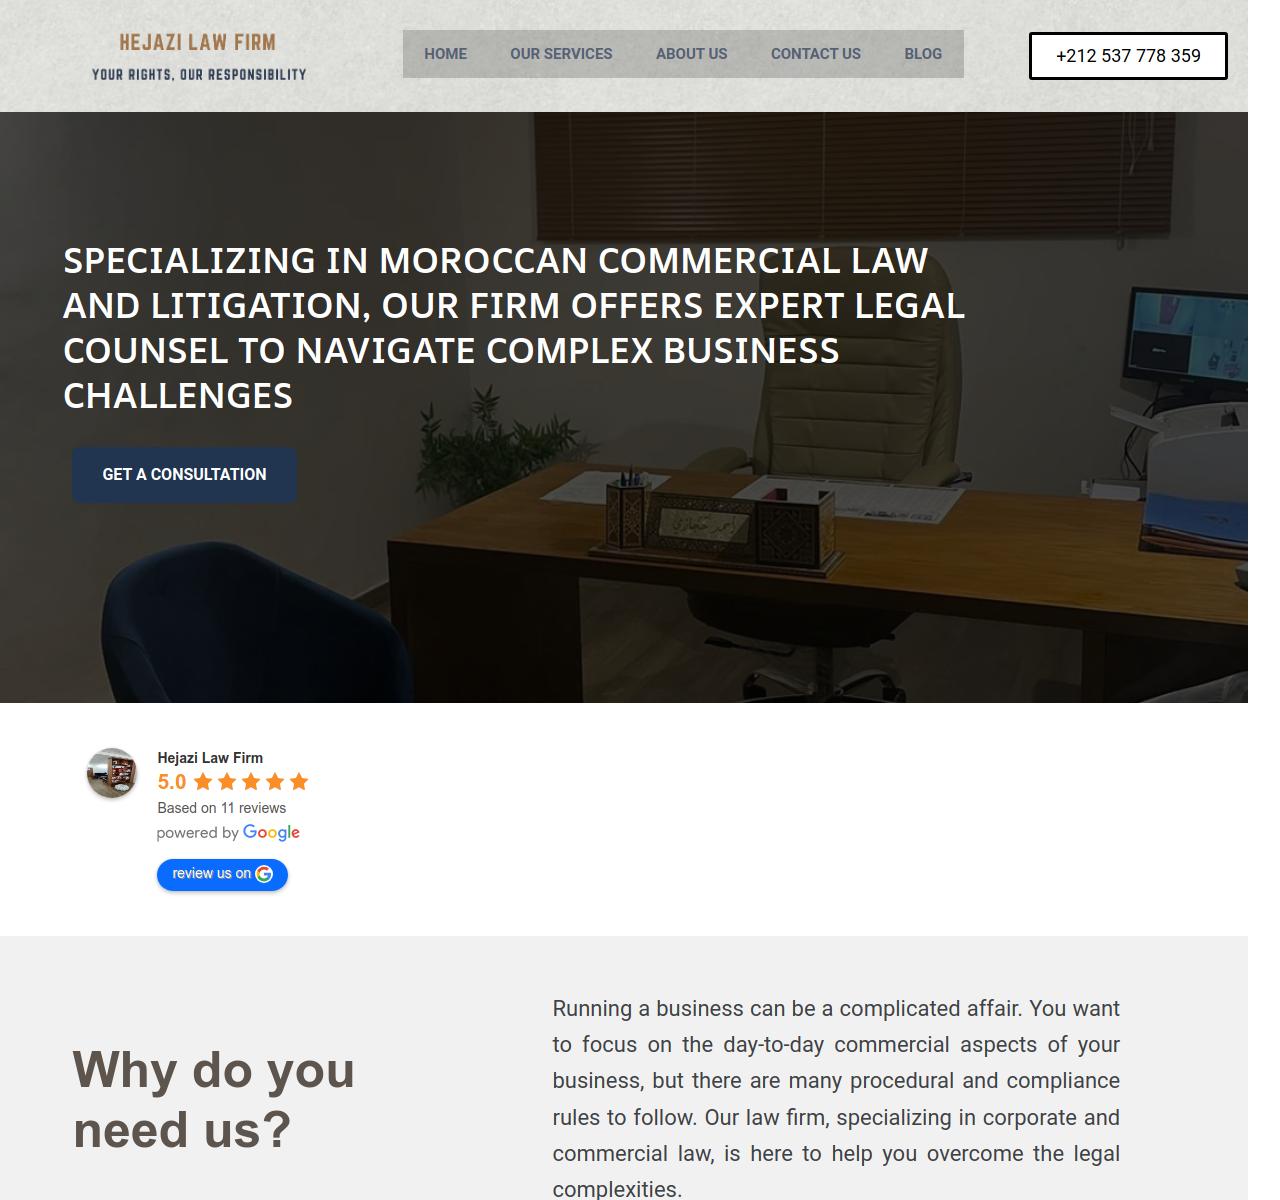 HEJAZI LAW FIRM
YOUR RIGHTS, OUR RESPONSIBILITY
HOME
OUR SERVICES
ABOUT US
CONTACT US
BLOG
+212 537 778 359
SPECIALIZING IN MOROCCAN COMMERCIAL LAW
AND LITIGATION, OUR FIRM OFFERS EXPERT LEGAL
COUNSEL TO NAVIGATE COMPLEX BUSINESS
CHALLENGES
GET A CONSULTATION
احمد حجازي
Hejazi Law Firm
5.0
Based on 11 reviews
powered by Google
review us on
Why do you
need us?
Running a business can be a complicated affair. You want
to focus on the day-to-day commercial aspects of your
business, but there are many procedural and compliance
rules to follow. Our law firm, specializing in corporate and
commercial law, is here to help you overcome the legal
complexities.